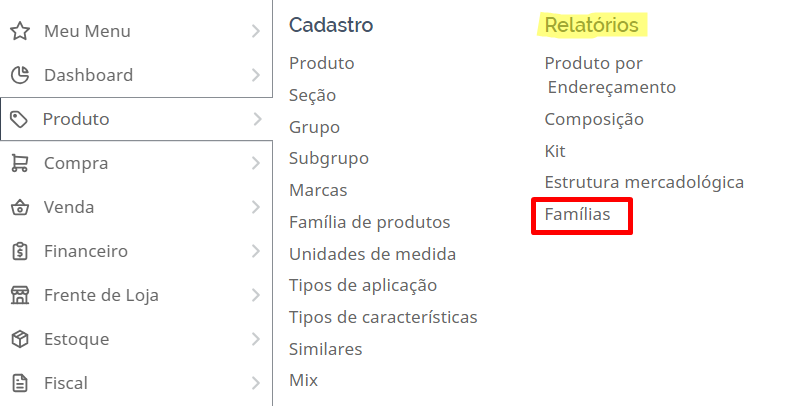 Meu Menu
Dashboard
Produto
Compra
Venda
Financeiro
Frente de Loja
Estoque
Fiscal
Cadastro
Produto
Seção
Grupo
Subgrupo
Marcas
Família de produtos
Unidades de medida
Tipos de aplicação
Tipos de características
Similares
Mix
Relatórios
Produto por
Endereçamento
Composição
Kit
Estrutura mercadológica
Famílias